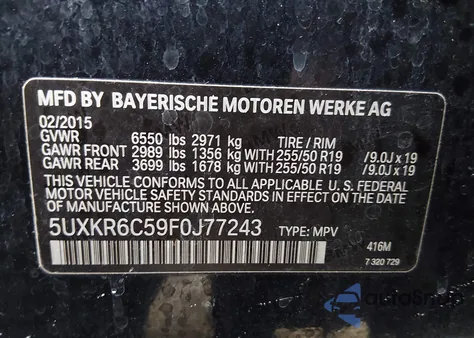 MFD BY BAYERISCHE MOTOREN WERKE AG
02/2015
GVWR 6550 lbs 2971 kg TIRE / RIM
GAWR FRONT 2989 lbs 1356 kg WITH 255/50 R19 /9.0J x 19
GAWR REAR 3699 lbs 1678 kg WITH 255/50 R19 /9.0J x 19
THIS VEHICLE CONFORMS TO ALL APPLICABLE U. S. FEDERAL
MOTOR VEHICLE SAFETY STANDARDS IN EFFECT ON THE DATE
OF MANUFACTURE SHOWN ABOVE.
5UXKR6C59F0J77243 TYPE: MPV 416M
7 320 729